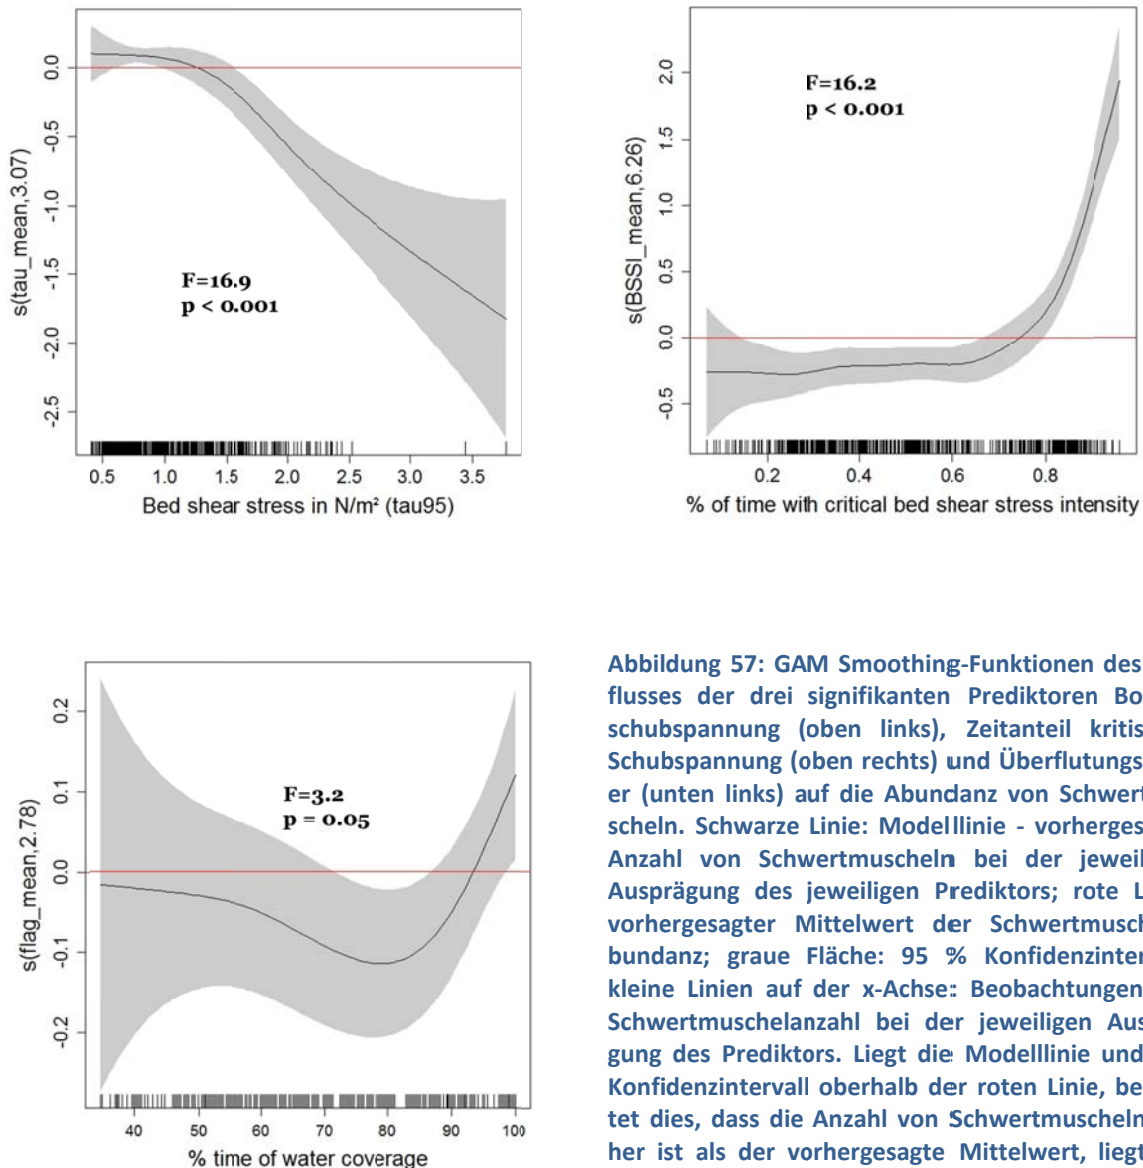 0.0
-0.5
-1.0
-1.5
-2.0
-2.5
s(tau_mean,3.07)
F=16.9
p < 0.001
0.5 1.0 1.5 2.0 2.5 3.0 3.5
Bed shear stress in N/m² (tau95)
2.0
1.5
1.0
0.5
0.0
-0.5
s(BSSI_mean,6.26)
F=16.2
p < 0.001
0.2 0.4 0.6 0.8
% of time with critical bed shear stress intensity
0.2
0.1
0.0
-0.1
-0.2
s(flag_mean,2.78)
F=3.2
p = 0.05
40 50 60 70 80 90 100
% time of water coverage
Abbildung 57: GAM Smoothing-Funktionen des
flusses der drei signifikanten Prediktoren Bo
schubspannung (oben links), Zeitanteil kritis
Schubspannung (oben rechts) und Überflutungs
er (unten links) auf die Abundanz von Schwert
scheln. Schwarze Linie: Modelllinie - vorherges
Anzahl von Schwertmuscheln bei der jeweil
Ausprägung des jeweiligen Prediktors; rote L
vorhergesagter Mittelwert der Schwertmusch
bundanz; graue Fläche: 95 % Konfidenzinter
kleine Linien auf der x-Achse: Beobachtungen
Schwertmuschelanzahl bei der jeweiligen Aus
gung des Prediktors. Liegt die Modelllinie und
Konfidenzintervall oberhalb der roten Linie, be
tet dies, dass die Anzahl von Schwertmuscheln
her ist als der vorhergesagte Mittelwert, liegt